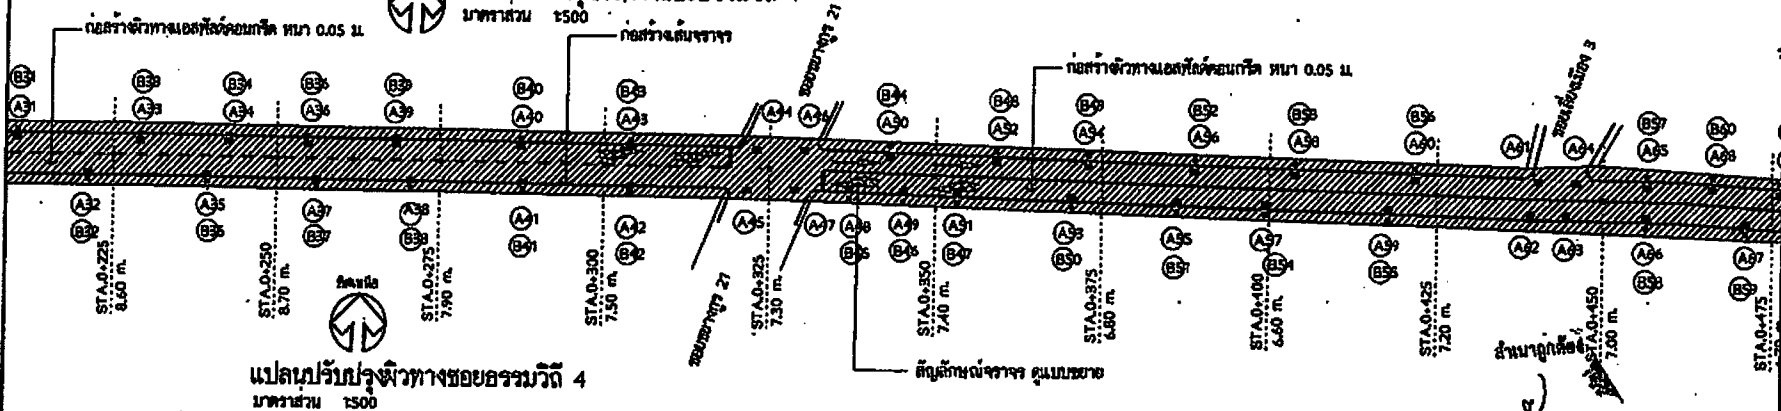 มาตราส่วน 1:500
ก่อสร้างผิวทางแอสฟัลต์คอนกรีต หนา 0.05 ม.
ก่อสร้างเส้นจราจร
ก่อสร้างผิวทางแอสฟัลต์คอนกรีต หนา 0.05 ม.
B31 B33 B34 B36 B39 B40 B43 B44 B48 B49 B52 B53 B56 B57 B60
A31 A33 A34 A36 A39 A40 A43 A44 A46 A50 A52 A54 A56 A58 A60 A61 A64 A65 A68
A32 A35 A37 A38 A41 A42 A45 A47 A48 A49 A51 A53 A55 A57 A59 A62 A63 A66 A67
B32 B35 B37 B38 B41 B42 B45 B46 B47 B50 B51 B54 B55 B58 B59
STA.0+225
8.60 m.
STA.0+250
8.70 m.
STA.0+275
7.90 m.
STA.0+300
7.50 m.
STA.0+325
7.30 m.
STA.0+350
7.40 m.
STA.0+375
6.80 m.
STA.0+400
6.60 m.
STA.0+425
7.20 m.
STA.0+450
7.00 m.
STA.0+475
ทิศเหนือ
สัญลักษณ์จราจร ดูแบบขยาย
สำเนาถูกต้อง
แปลนปรับปรุงผิวทางซอยธรรมวิถี 4
มาตราส่วน 1:500